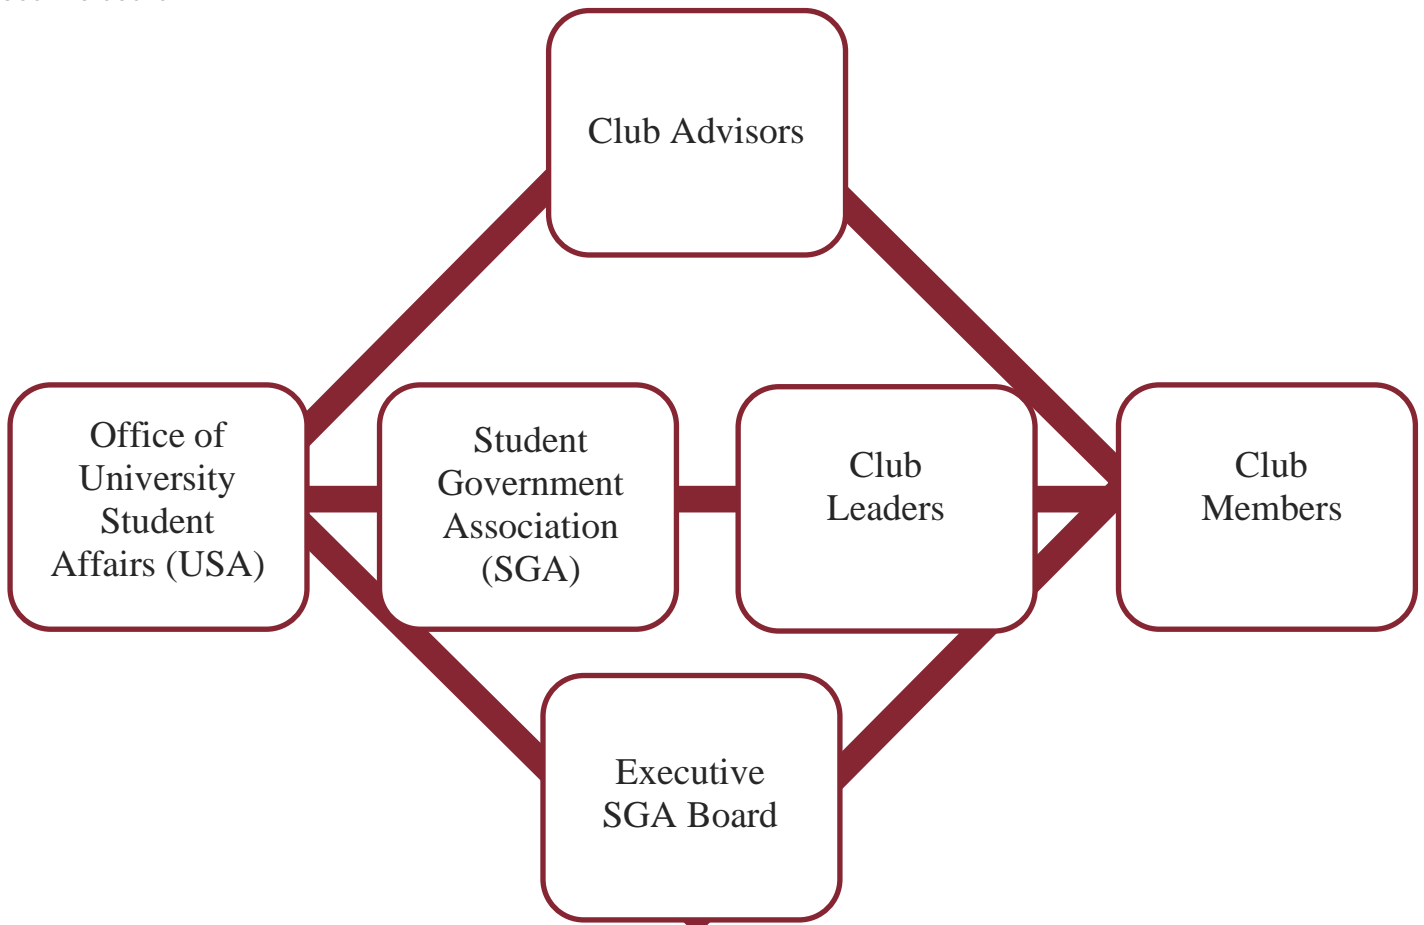 Club Advisors
Office of
University
Student
Affairs (USA)
Student
Government
Association
(SGA)
Club
Leaders
Club
Members
Executive
SGA Board